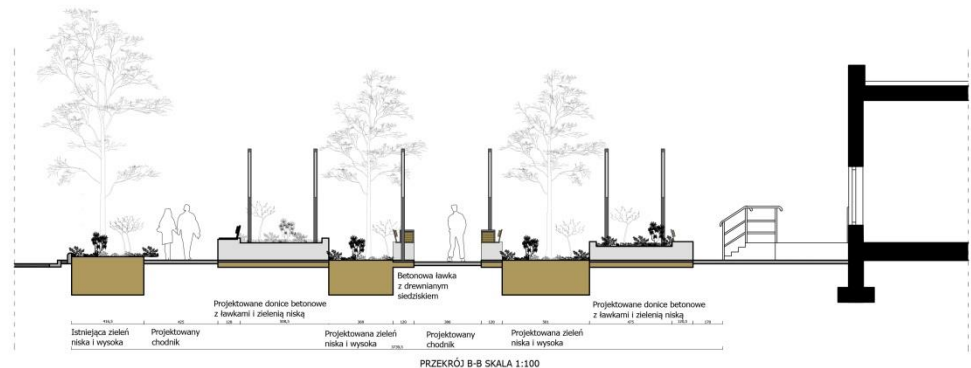 Betonowa ławka
z drewnianym
siedziskiem
Projektowane donice betonowe
z ławkami i zielenią niską
Projektowane donice betonowe
z ławkami i zielenią niską
Istniejąca zieleń
niska i wysoka
Projektowany
chodnik
Projektowana zieleń
niska i wysoka
Projektowany
chodnik
Projektowana zieleń
niska i wysoka
PRZEKRÓJ B-B SKALA 1:100